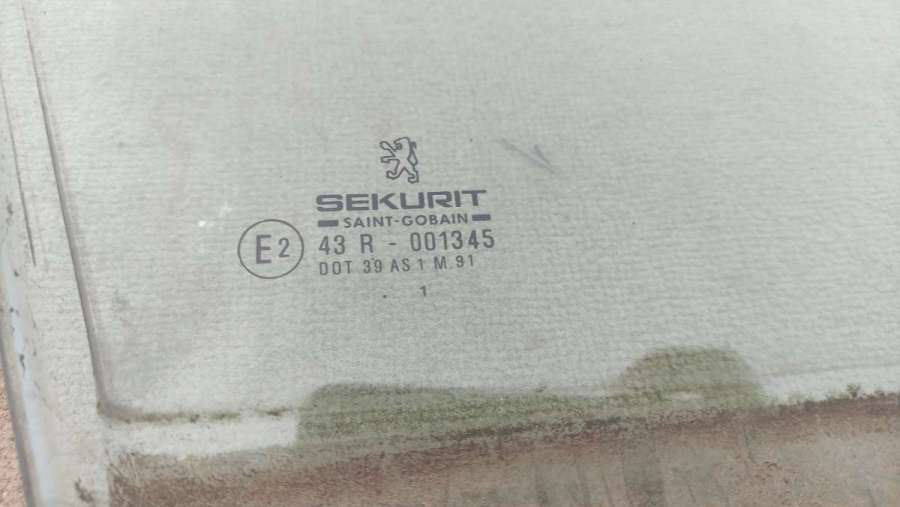 SEKURIT
SAINT-GOBAIN
E2 43 R - 001345
DOT 39 AS 1 M 91
. 1